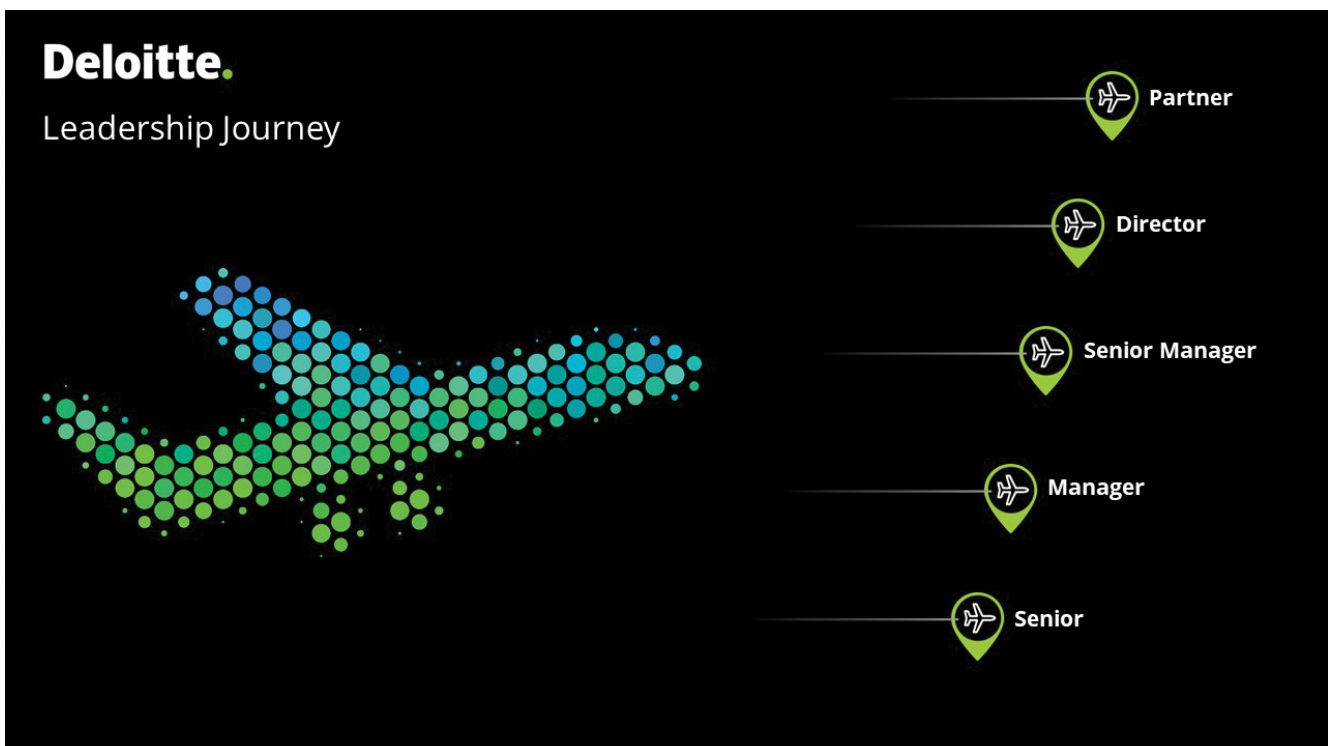 Deloitte.
Leadership Journey
Partner
Director
Senior Manager
Manager
Senior